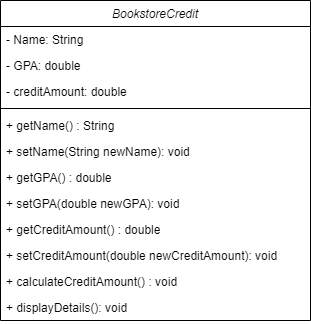 BookstoreCredit
- Name: String
- GPA: double
- creditAmount: double
+ getName() : String
+ setName(String newName): void
+ getGPA() : double
+ setGPA(double newGPA): void
+ getCreditAmount() : double
+ setCreditAmount(double newCreditAmount): void
+ calculateCreditAmount() : void
+ displayDetails(): void